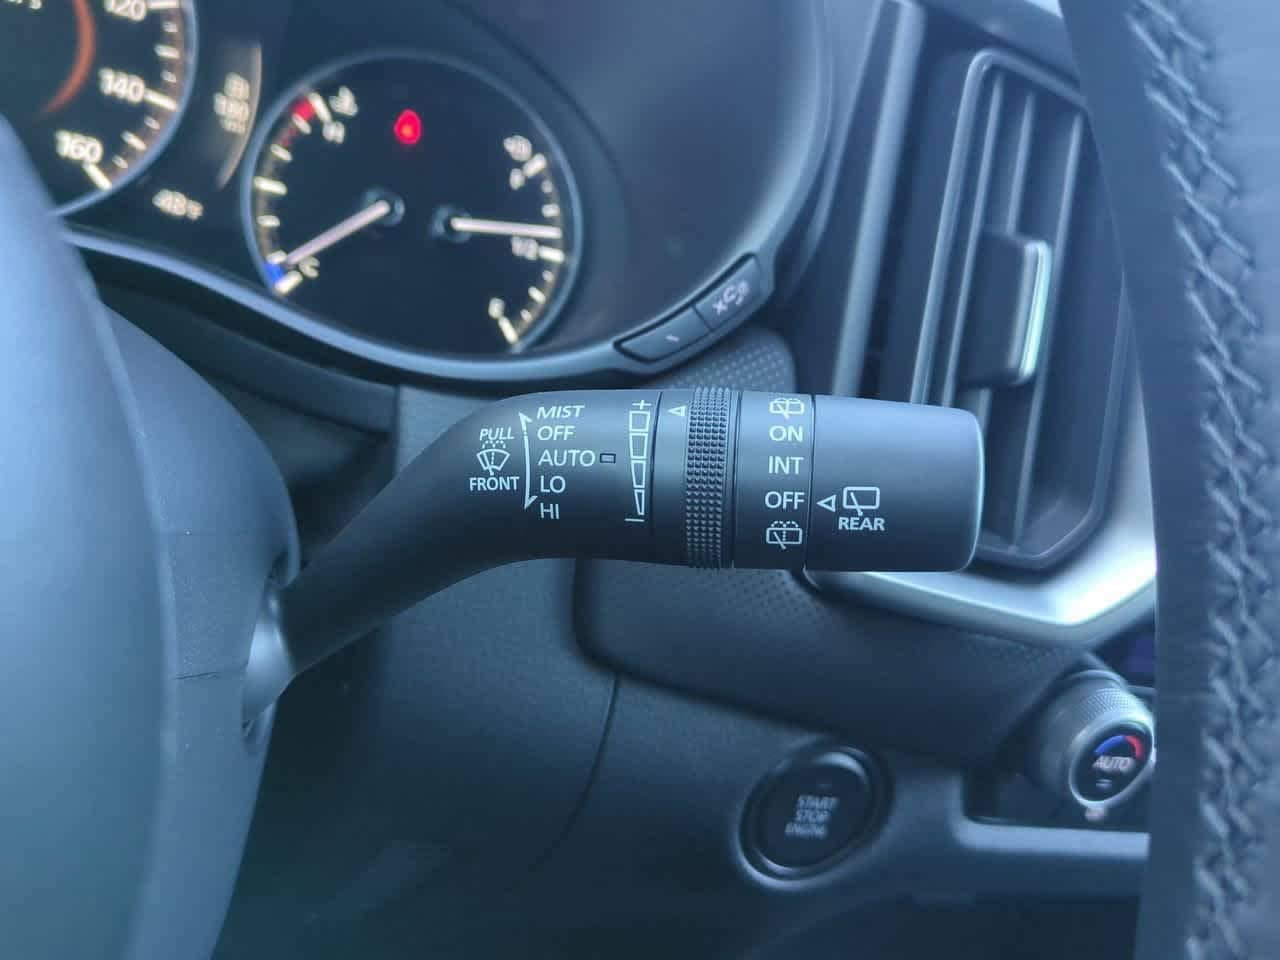 120
140
160
48°F
H
C
F
1/2
MIST
PULL
OFF
AUTO
LO
FRONT
HI
+
-
ON
INT
OFF
REAR
START
STOP
ENGINE
AUTO